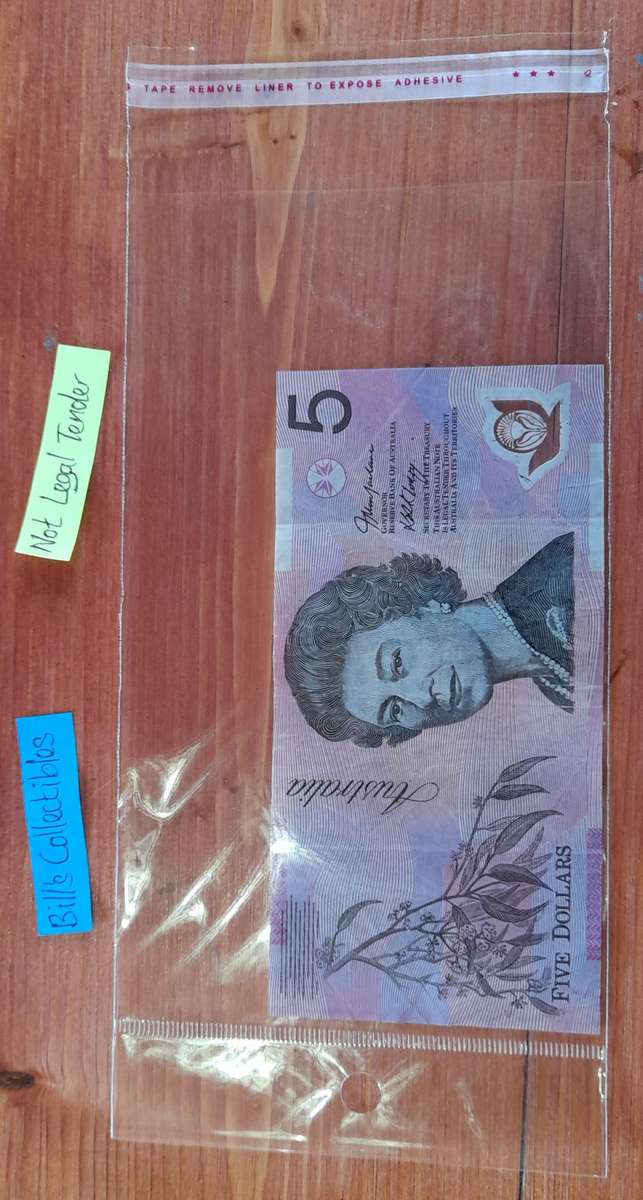 TAPE REMOVE LINER TO EXPOSE ADHESIVE
Not Legal Tender
Bill's Collectibles
5
GOVERNOR
RESERVE BANK OF AUSTRALIA
SECRETARY TO THE TREASURY
THIS AUSTRALIAN NOTE
IS LEGAL TENDER THROUGHOUT
AUSTRALIA AND ITS TERRITORIES
Australia
FIVE DOLLARS